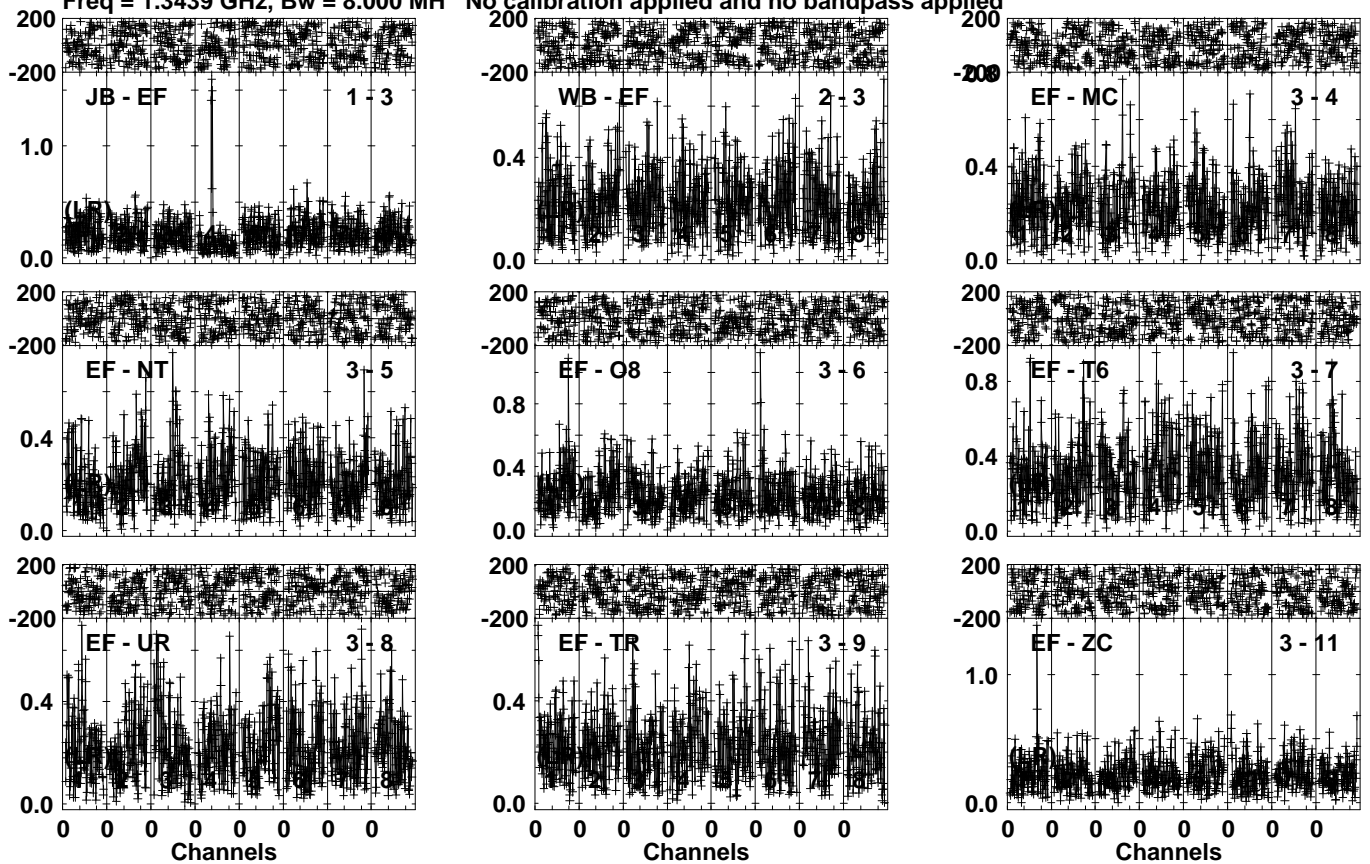 Freq = 1.3439 GHz, Bw = 8.000 MH No calibration applied and no bandpass applied
200 200 200
-200 -200 -200
0.8
JB - EF 1 - 3 WB - EF 2 - 3 EF - MC 3 - 4
1.0 0.4 0.4
0.0 0.0 0.0
200 200 200
-200 -200 -200
EF - NT 3 - 5 EF - O8 3 - 6 EF - T6 3 - 7
0.8 0.8
0.4 0.4 0.4
0.0 0.0 0.0
200 200 200
-200 -200 -200
EF - UR 3 - 8 EF - TR 3 - 9 EF - ZC 3 - 11
0.4 0.4 1.0
0.0 0.0 0.0
0 0 0 0 0 0 0 0 0 0 0 0 0 0 0 0 0 0 0 0 0 0 0 0
Channels Channels Channels